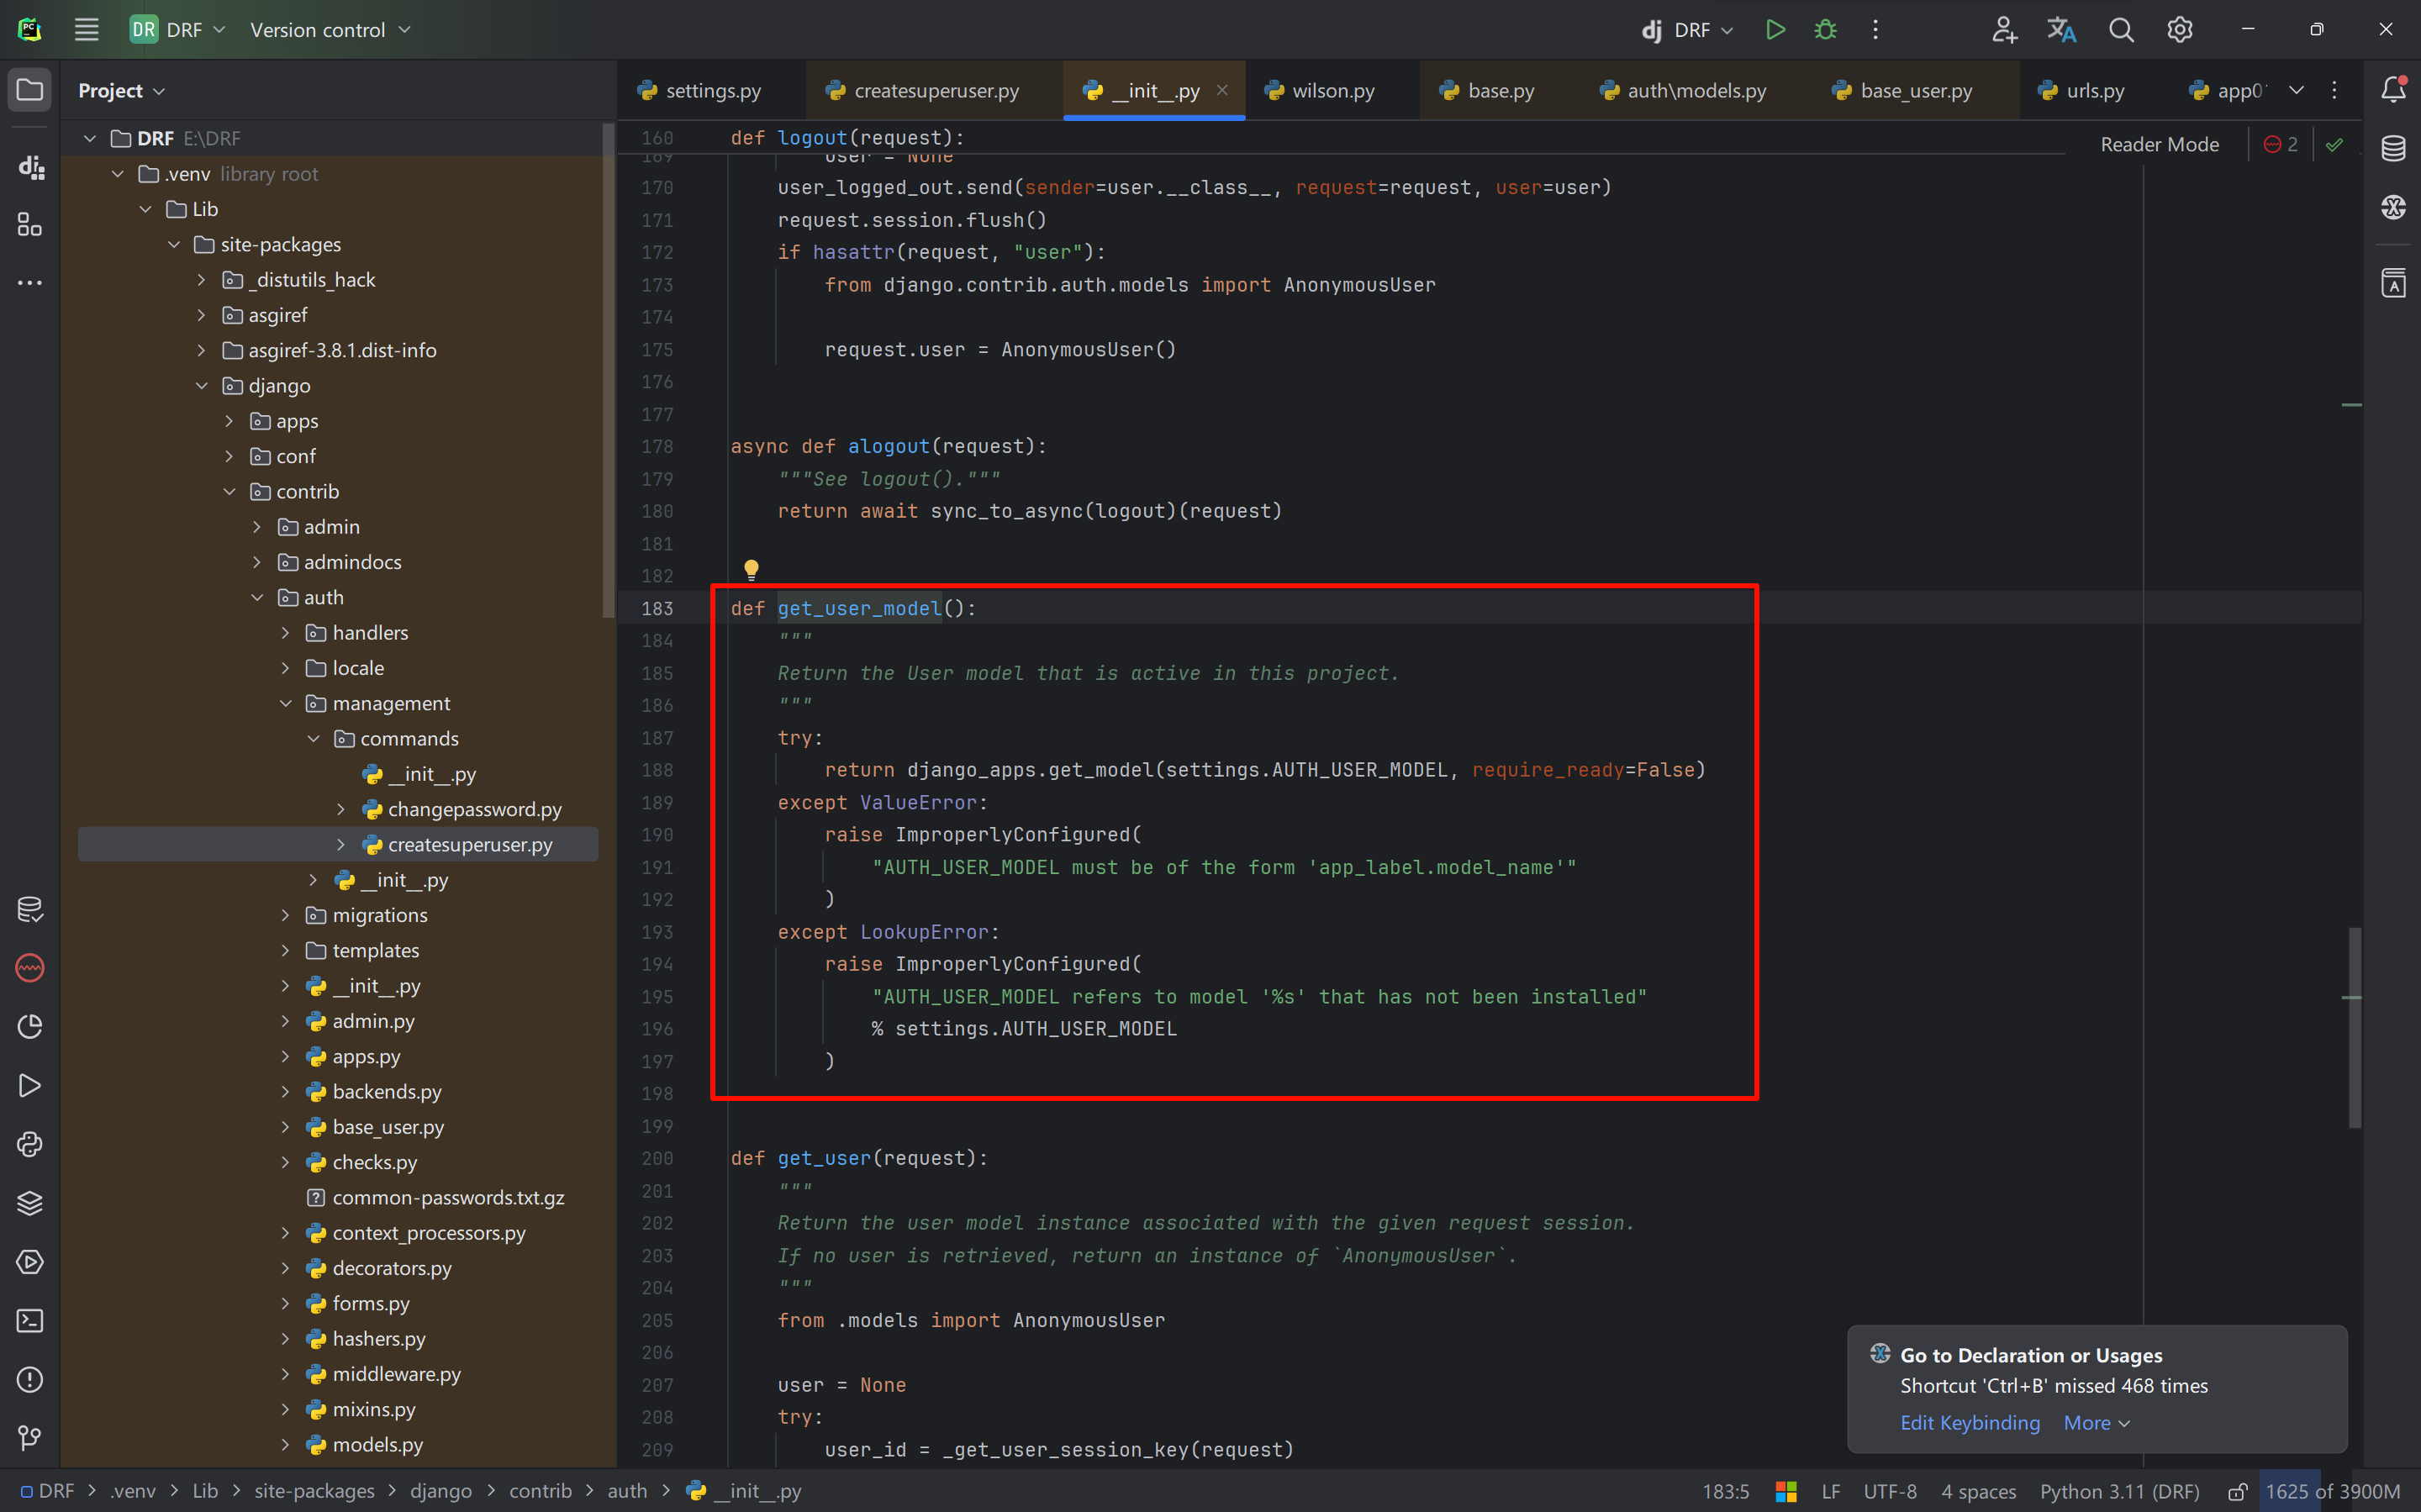 DR DRF Version control
dj DRF
Project
settings.py createsuperuser.py __init__.py wilson.py base.py auth\models.py base_user.py urls.py app0
DRF E:\DRF
.venv library root
Lib
site-packages
_distutils_hack
asgiref
asgiref-3.8.1.dist-info
django
apps
conf
contrib
admin
admindocs
auth
handlers
locale
management
commands
__init__.py
changepassword.py
createsuperuser.py
__init__.py
migrations
templates
__init__.py
admin.py
apps.py
backends.py
base_user.py
checks.py
common-passwords.txt.gz
context_processors.py
decorators.py
forms.py
hashers.py
middleware.py
mixins.py
models.py
160 def logout(request):
Reader Mode 2
169 user = None
170 user_logged_out.send(sender=user.__class__, request=request, user=user)
171 request.session.flush()
172 if hasattr(request, "user"):
173 from django.contrib.auth.models import AnonymousUser
174
175 request.user = AnonymousUser()
176
177
178 async def alogout(request):
179 """See logout()."""
180 return await sync_to_async(logout)(request)
181
182
183 def get_user_model():
184 """
185 Return the User model that is active in this project.
186 """
187 try:
188 return django_apps.get_model(settings.AUTH_USER_MODEL, require_ready=False)
189 except ValueError:
190 raise ImproperlyConfigured(
191 "AUTH_USER_MODEL must be of the form 'app_label.model_name'"
192 )
193 except LookupError:
194 raise ImproperlyConfigured(
195 "AUTH_USER_MODEL refers to model '%s' that has not been installed"
196 % settings.AUTH_USER_MODEL
197 )
198
199
200 def get_user(request):
201 """
202 Return the user model instance associated with the given request session.
203 If no user is retrieved, return an instance of `AnonymousUser`.
204 """
205 from .models import AnonymousUser
206
207 user = None
208 try:
209 user_id = _get_user_session_key(request)
Go to Declaration or Usages
Shortcut 'Ctrl+B' missed 468 times
Edit Keybinding More
DRF > .venv > Lib > site-packages > django > contrib > auth > __init__.py
183:5 LF UTF-8 4 spaces Python 3.11 (DRF) 1625 of 3900M